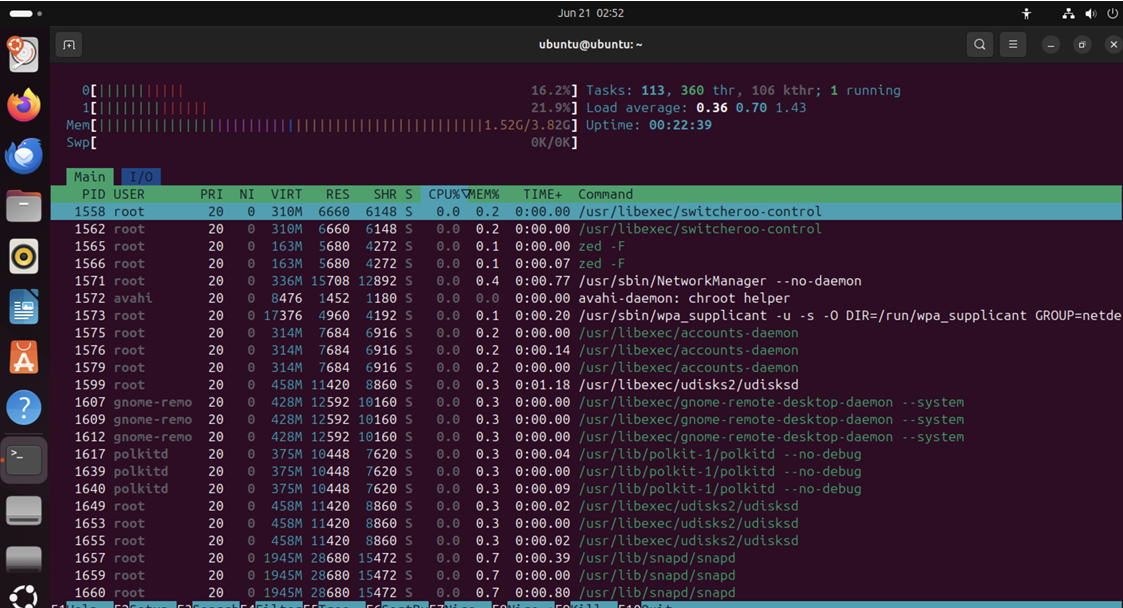 Jun 21 02:52
ubuntu@ubuntu: ~
0[||||||||||| 16.2%] Tasks: 113, 360 thr, 106 kthr; 1 running
1[|||||||||||||| 21.9%] Load average: 0.36 0.70 1.43
Mem[||||||||||||||||||||||||||||||||||||||||||||||||1.52G/3.82G] Uptime: 00:22:39
Swp[ 0K/0K]
Main I/O
PID USER PRI NI VIRT RES SHR S CPU%▽MEM% TIME+ Command
1558 root 20 0 310M 6660 6148 S 0.0 0.2 0:00.00 /usr/libexec/switcheroo-control
1562 root 20 0 310M 6660 6148 S 0.0 0.2 0:00.00 /usr/libexec/switcheroo-control
1565 root 20 0 163M 5680 4272 S 0.0 0.1 0:00.00 zed -F
1566 root 20 0 163M 5680 4272 S 0.0 0.1 0:00.07 zed -F
1571 root 20 0 336M 15708 12892 S 0.0 0.4 0:00.77 /usr/sbin/NetworkManager --no-daemon
1572 avahi 20 0 8476 1452 1180 S 0.0 0.0 0:00.00 avahi-daemon: chroot helper
1573 root 20 0 17376 4960 4192 S 0.0 0.1 0:00.20 /usr/sbin/wpa_supplicant -u -s -O DIR=/run/wpa_supplicant GROUP=netde
1575 root 20 0 314M 7684 6916 S 0.0 0.2 0:00.00 /usr/libexec/accounts-daemon
1576 root 20 0 314M 7684 6916 S 0.0 0.2 0:00.14 /usr/libexec/accounts-daemon
1579 root 20 0 314M 7684 6916 S 0.0 0.2 0:00.00 /usr/libexec/accounts-daemon
1599 root 20 0 458M 11420 8860 S 0.0 0.3 0:01.18 /usr/libexec/udisks2/udisksd
1607 gnome-remo 20 0 428M 12592 10160 S 0.0 0.3 0:00.00 /usr/libexec/gnome-remote-desktop-daemon --system
1609 gnome-remo 20 0 428M 12592 10160 S 0.0 0.3 0:00.00 /usr/libexec/gnome-remote-desktop-daemon --system
1612 gnome-remo 20 0 428M 12592 10160 S 0.0 0.3 0:00.00 /usr/libexec/gnome-remote-desktop-daemon --system
1617 polkitd 20 0 375M 10448 7620 S 0.0 0.3 0:00.04 /usr/lib/polkit-1/polkitd --no-debug
1639 polkitd 20 0 375M 10448 7620 S 0.0 0.3 0:00.00 /usr/lib/polkit-1/polkitd --no-debug
1640 polkitd 20 0 375M 10448 7620 S 0.0 0.3 0:00.09 /usr/lib/polkit-1/polkitd --no-debug
1649 root 20 0 458M 11420 8860 S 0.0 0.3 0:00.02 /usr/libexec/udisks2/udisksd
1653 root 20 0 458M 11420 8860 S 0.0 0.3 0:00.00 /usr/libexec/udisks2/udisksd
1655 root 20 0 458M 11420 8860 S 0.0 0.3 0:00.02 /usr/libexec/udisks2/udisksd
1657 root 20 0 1945M 28680 15472 S 0.0 0.7 0:00.39 /usr/lib/snapd/snapd
1659 root 20 0 1945M 28680 15472 S 0.0 0.7 0:00.00 /usr/lib/snapd/snapd
1660 root 20 0 1945M 28680 15472 S 0.0 0.7 0:00.80 /usr/lib/snapd/snapd